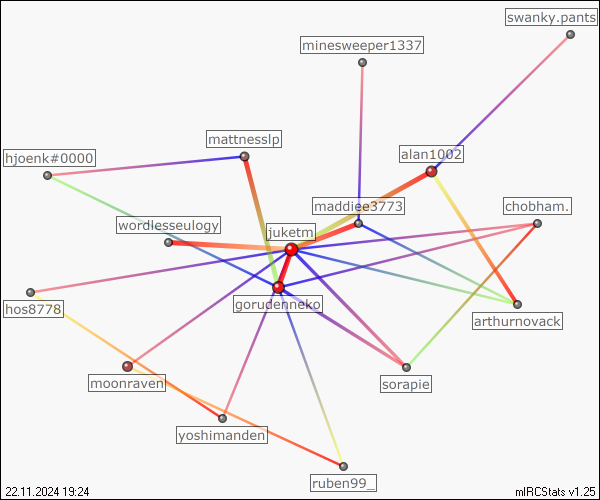 swanky.pants
minesweeper1337
mattnesslp
hjoenk#0000
alan1002
maddiee3773
chobham.
wordlesseulogy
juketm
gorudenneko
hos8778
arthurnovack
moonraven
sorapie
yoshimanden
ruben99_
22.11.2024 19:24
mIRCStats v1.25